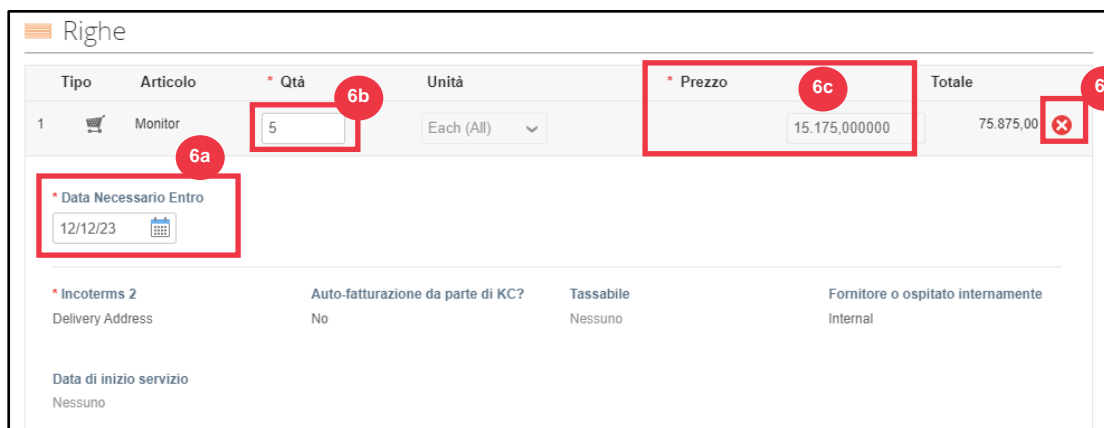 Righe
Tipo Articolo * Qtà Unità * Prezzo Totale
6b 6c 6
1 Monitor 5 Each (All) 15.175,000000 75.875,00
6a
* Data Necessario Entro
12/12/23
* Incoterms 2 Auto-fatturazione da parte di KC? Tassabile Fornitore o ospitato internamente
Delivery Address No Nessuno Internal
Data di inizio servizio
Nessuno